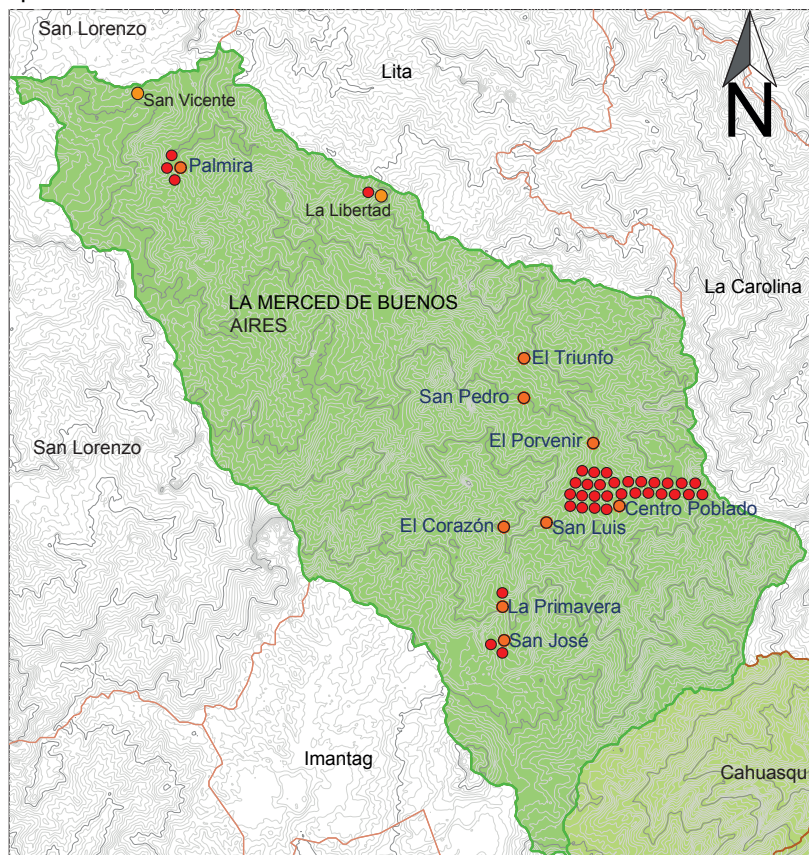 San Lorenzo
Lita
N
San Vicente
Palmira
La Libertad
La Carolina
LA MERCED DE BUENOS
AIRES
El Triunfo
San Pedro
San Lorenzo
El Porvenir
Centro Poblado
El Corazón
San Luis
La Primavera
San José
Imantag
Cahuasqu